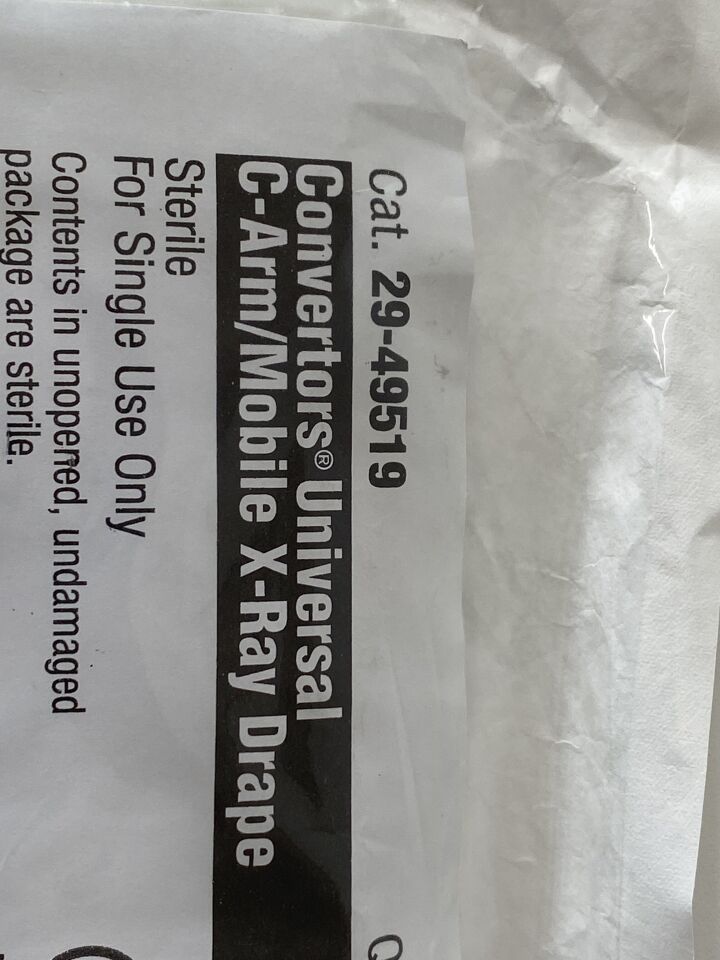 Cat. 29-49519
Convertors® Universal
C-Arm/Mobile X-Ray Drape
Sterile
For Single Use Only
Contents in unopened, undamaged
package are sterile.